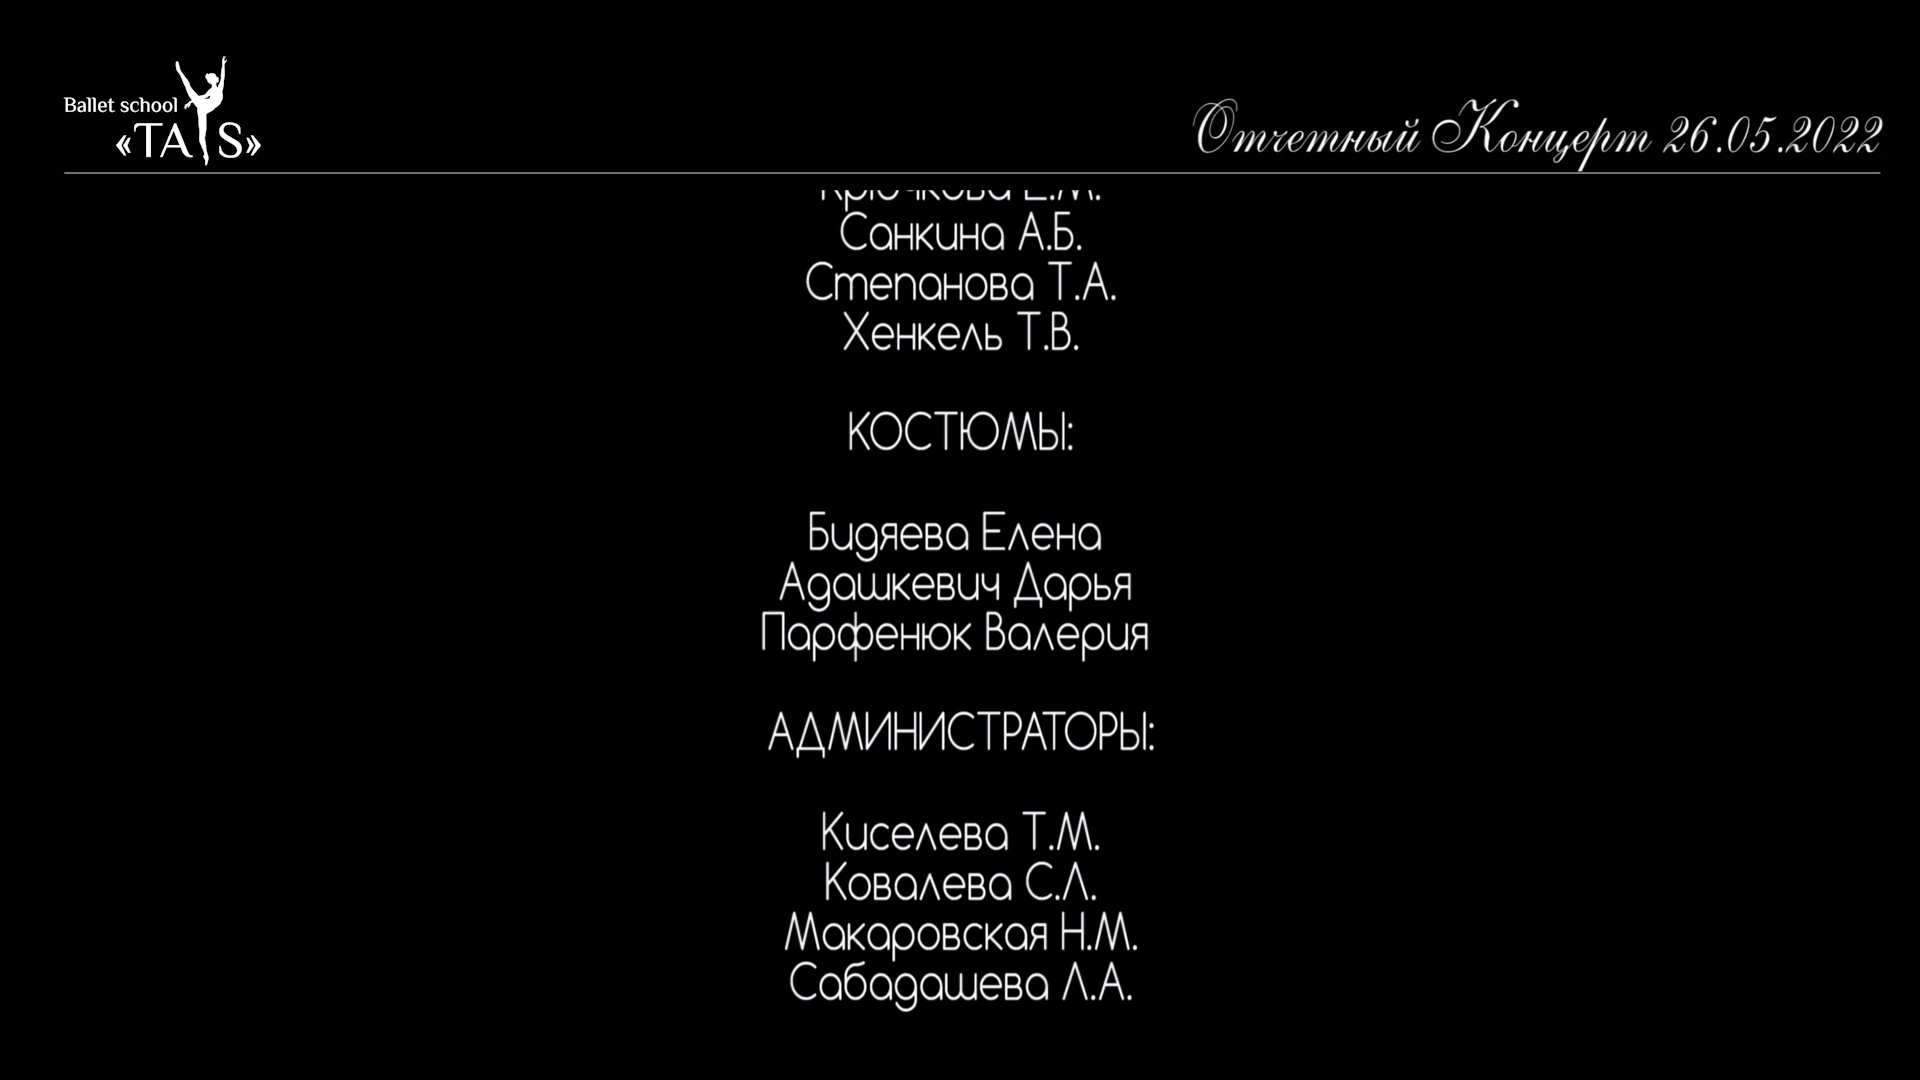 Ballet school
«TAIS»
Отчетный Концерт 26.05.2022
Крючкова Е.М.
Санкина А.Б.
Степанова Т.А.
Хенкель Т.В.
КОСТЮМЫ:
Бидяева Елена
Адашкевич Дарья
Парфенюк Валерия
АДМИНИСТРАТОРЫ:
Киселева Т.М.
Ковалева С.Л.
Макаровская Н.М.
Сабадашева Л.А.